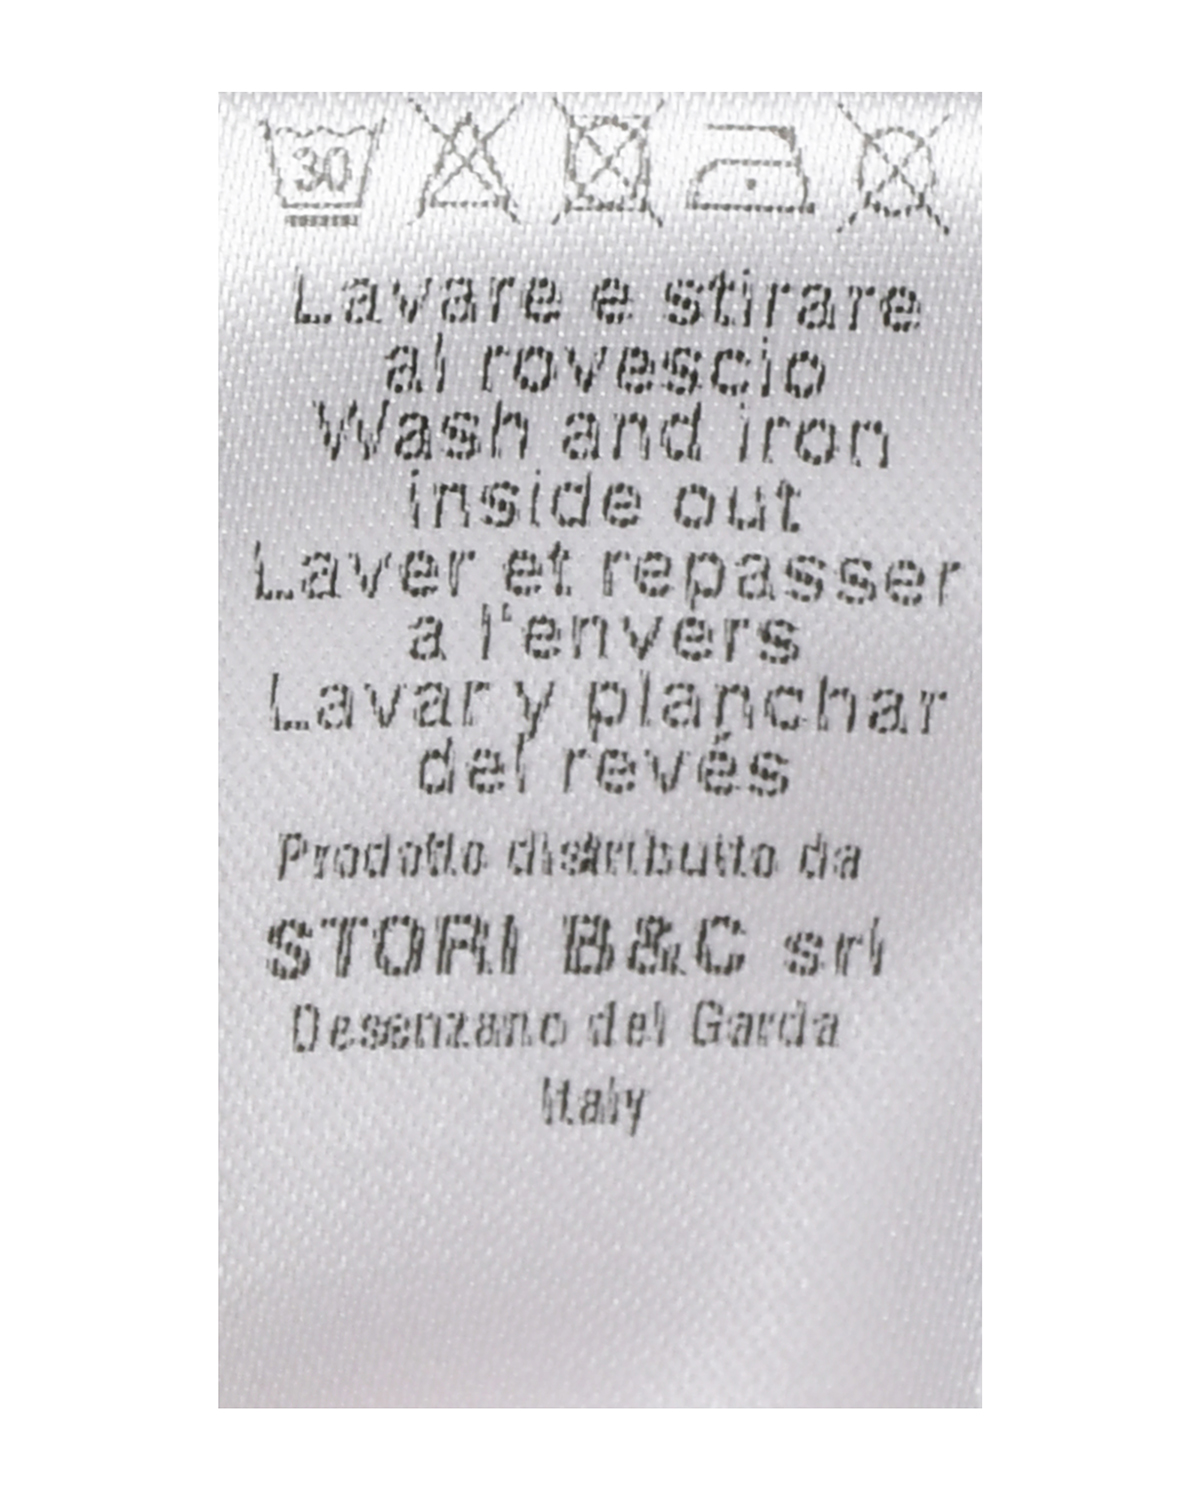 30
Lavare e stirare
al rovescio
Wash and iron
inside out
Laver et repasser
a l'envers
Lavar y planchar
del revés
Prodotto distribuito da
STORI B&C srl
Desenzano del Garda
Italy